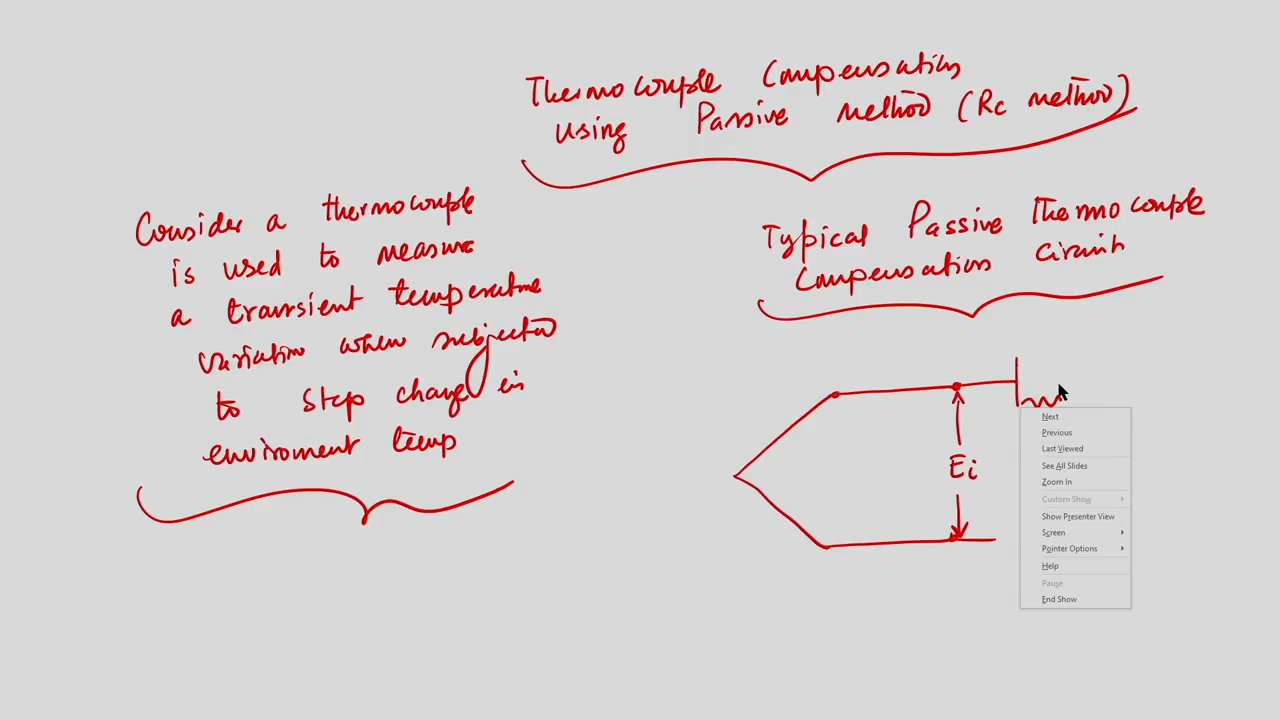 Thermocouple Compensation
using Passive method (Rc method)
Consider a thermocouple
is used to measure
a transient temperature
variation when subjected
to step change in
enviroment temp
Typical Passive Thermocouple
Compensation circuit
Ei
Next
Previous
Last Viewed
See All Slides
Zoom In
Custom Show
Show Presenter View
Screen
Pointer Options
Help
Pause
End Show